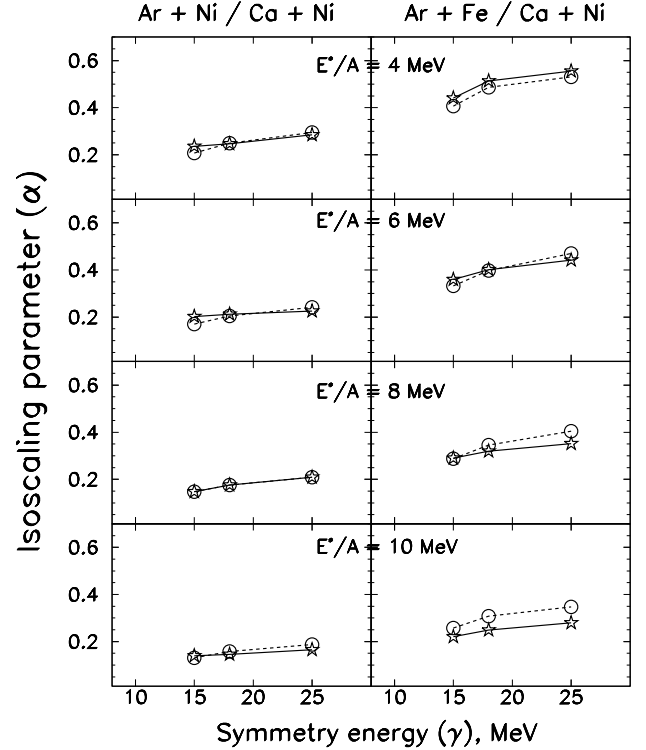 Ar + Ni / Ca + Ni
Ar + Fe / Ca + Ni
E*/A = 4 MeV
0.6
0.4
0.2
E*/A = 6 MeV
0.6
0.4
0.2
E*/A = 8 MeV
0.6
0.4
0.2
E*/A = 10 MeV
0.6
0.4
0.2
10 15 20 25 10 15 20 25
Isoscaling parameter (α)
Symmetry energy (γ), MeV